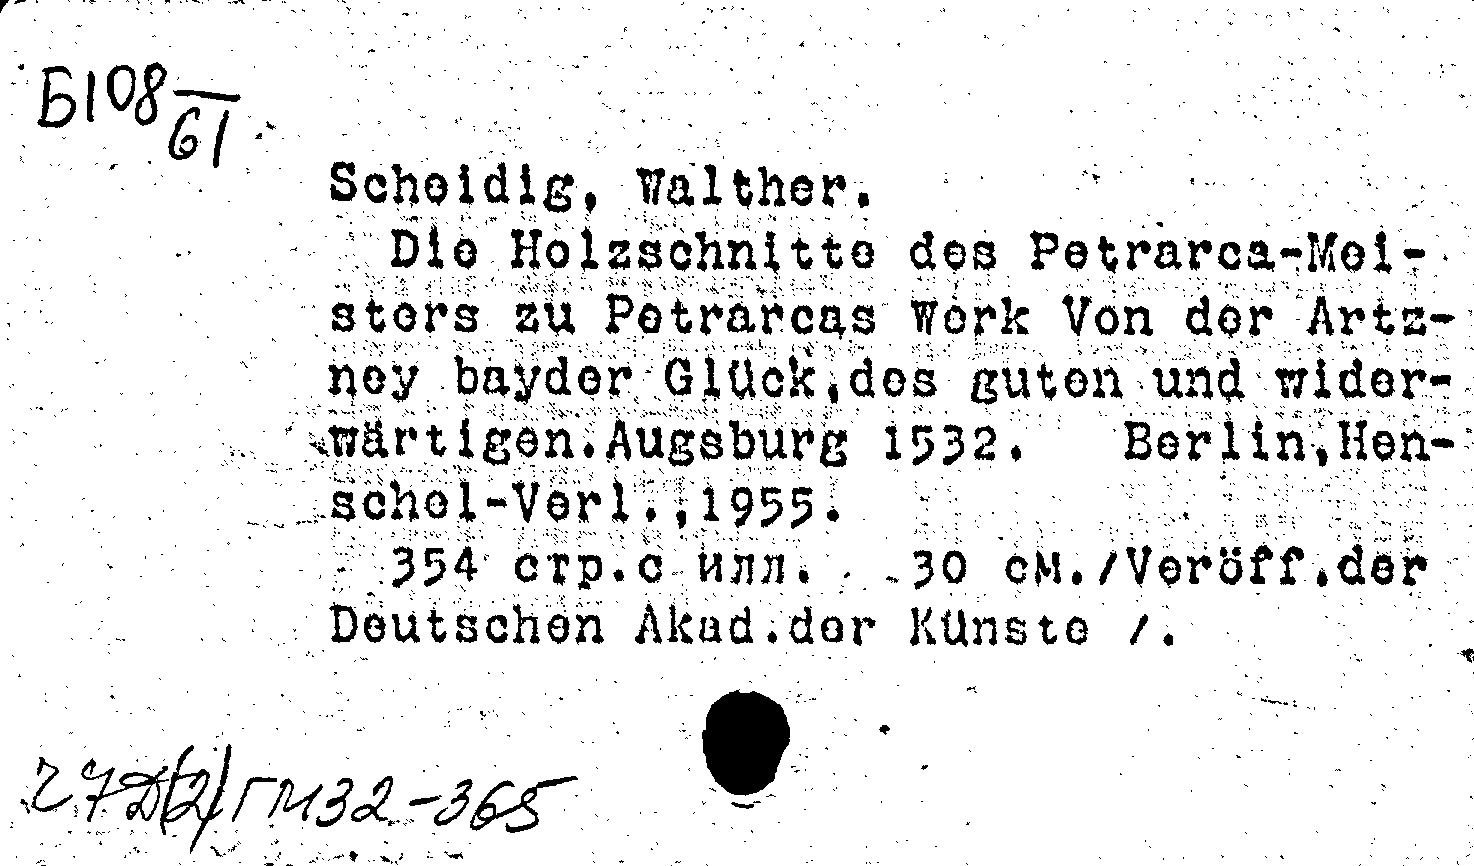 Б108
61
Scheidig, Walther.
Die Holzschnitte des Petrarca-Mei-
sters zu Petrarcas Werk Von der Artz-
ney bayder Glück,des guten und wider-
wärtigen.Augsburg 1532. Berlin,Hen-
schel-Verl.,1955.
354 стр.с илл. 30 см./Veröff.der
Deutschen Akad.der Künste /.
ч7Д(2)ГМ32-365